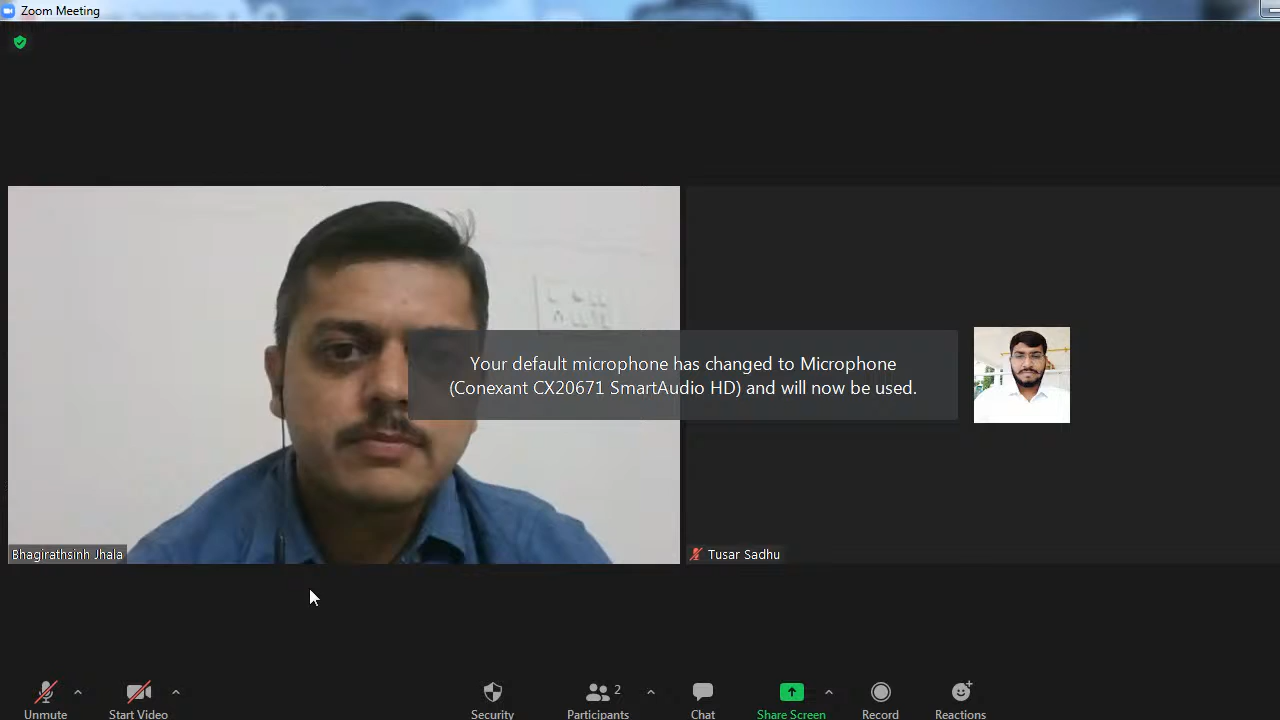 Zoom Meeting
Your default microphone has changed to Microphone
(Conexant CX20671 SmartAudio HD) and will now be used.
Bhagirathsinh Jhala
Tusar Sadhu
Unmute
Start Video
Security
2
Participants
Chat
Share Screen
Record
Reactions